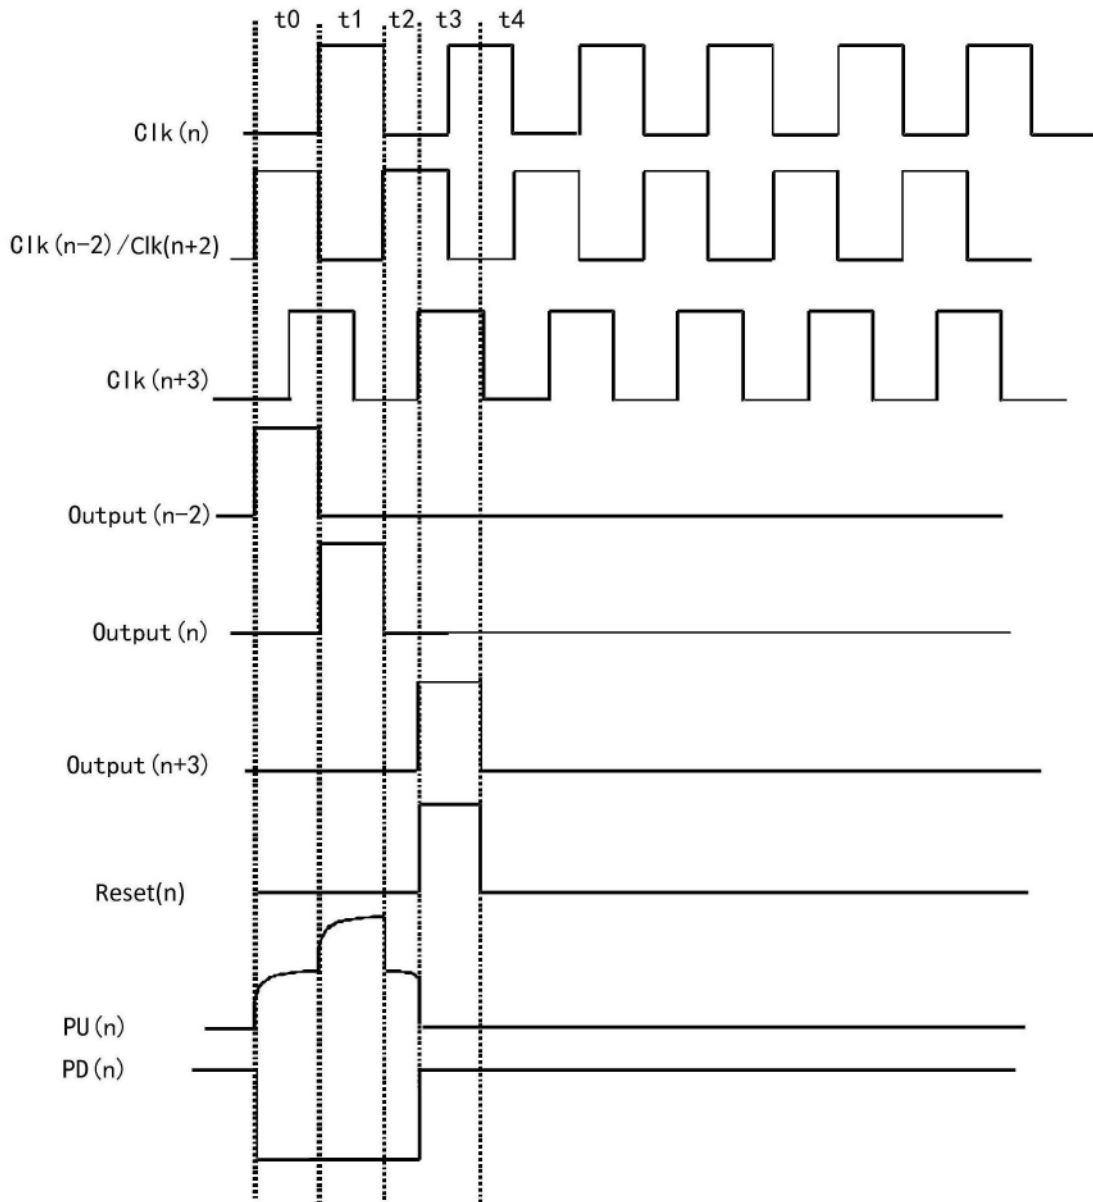 t0 t1 t2 t3 t4
Clk(n)
Clk(n-2)/Clk(n+2)
Clk(n+3)
Output(n-2)
Output(n)
Output(n+3)
Reset(n)
PU(n)
PD(n)